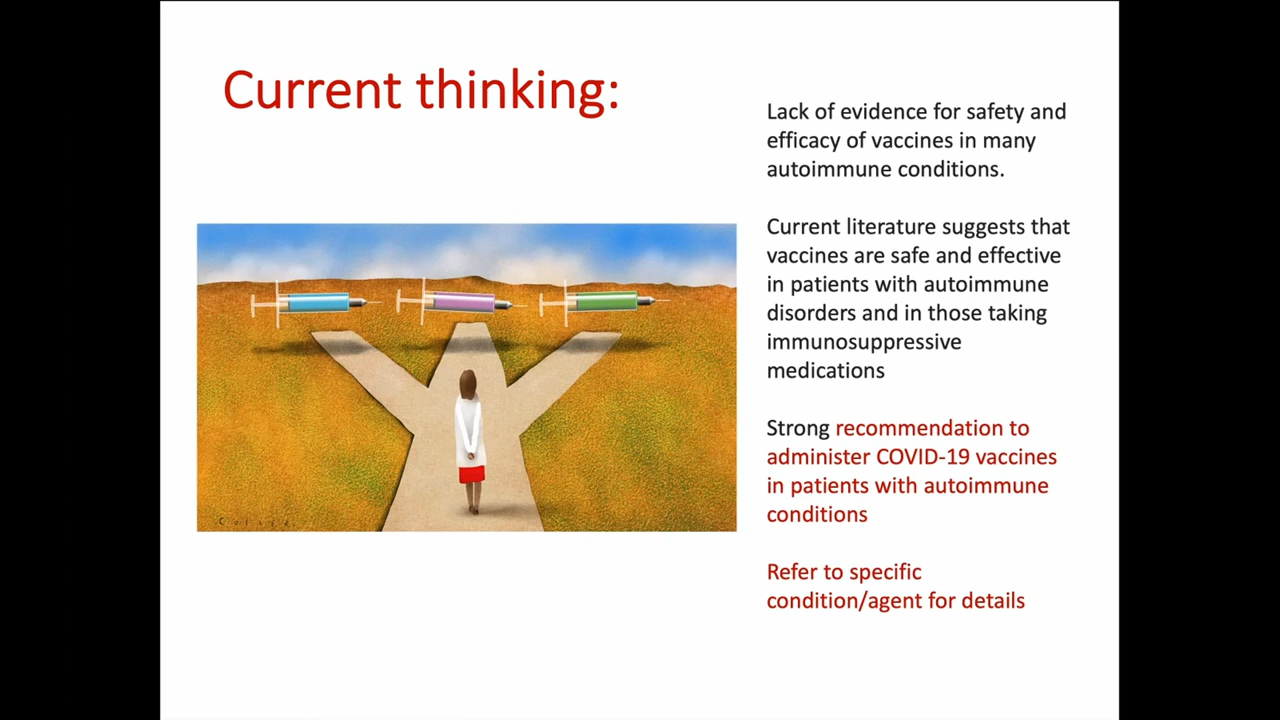 Current thinking:
Lack of evidence for safety and
efficacy of vaccines in many
autoimmune conditions.
Current literature suggests that
vaccines are safe and effective
in patients with autoimmune
disorders and in those taking
immunosuppressive
medications
Strong recommendation to
administer COVID-19 vaccines
in patients with autoimmune
conditions
Refer to specific
condition/agent for details